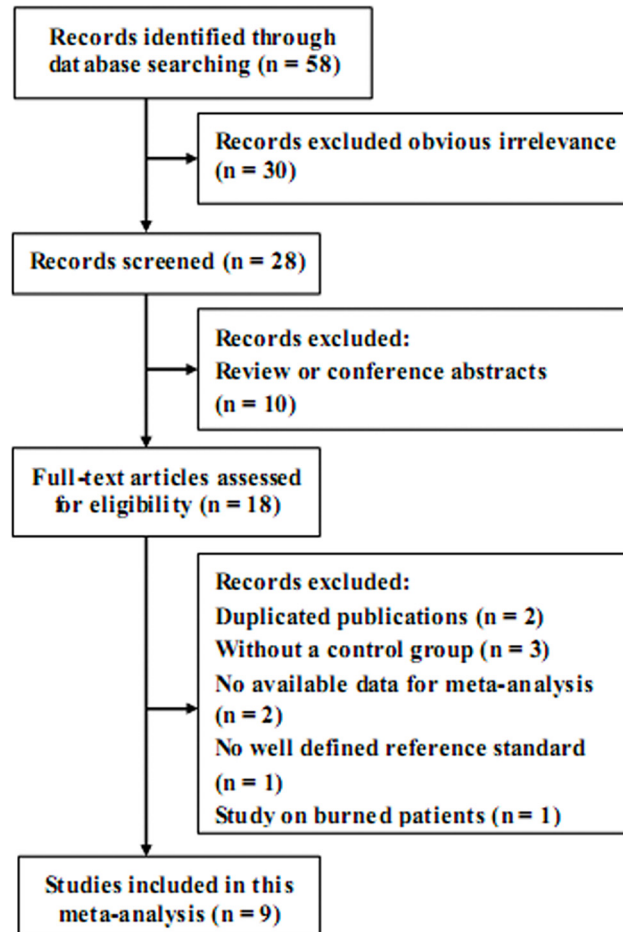 Records identified through
database searching (n = 58)
Records excluded obvious irrelevance
(n = 30)
Records screened (n = 28)
Records excluded:
Review or conference abstracts
(n = 10)
Full-text articles assessed
for eligibility (n = 18)
Records excluded:
Duplicated publications (n = 2)
Without a control group (n = 3)
No available data for meta-analysis
(n = 2)
No well defined reference standard
(n = 1)
Study on burned patients (n = 1)
Studies included in this
meta-analysis (n = 9)